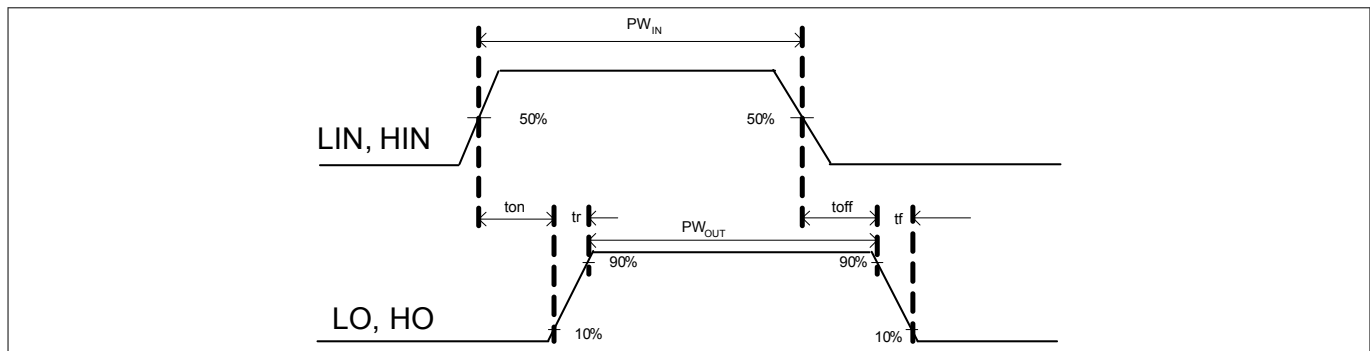 PW_IN
50% 50%
LIN, HIN
ton tr toff tf
PW_OUT
90% 90%
LO, HO
10% 10%